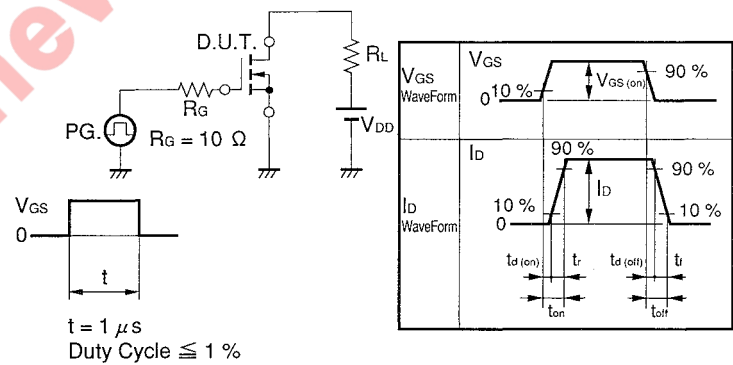 new
D.U.T.
RL
RG
PG.
RG = 10 Ω
VDD
VGS
0
t
t = 1 μs
Duty Cycle ≦ 1 %
VGS
WaveForm
VGS
10 %
0
VGS (on)
90 %
ID
WaveForm
ID
90 %
90 %
ID
10 %
10 %
0
td (on)
tr
td (off)
tf
ton
toff